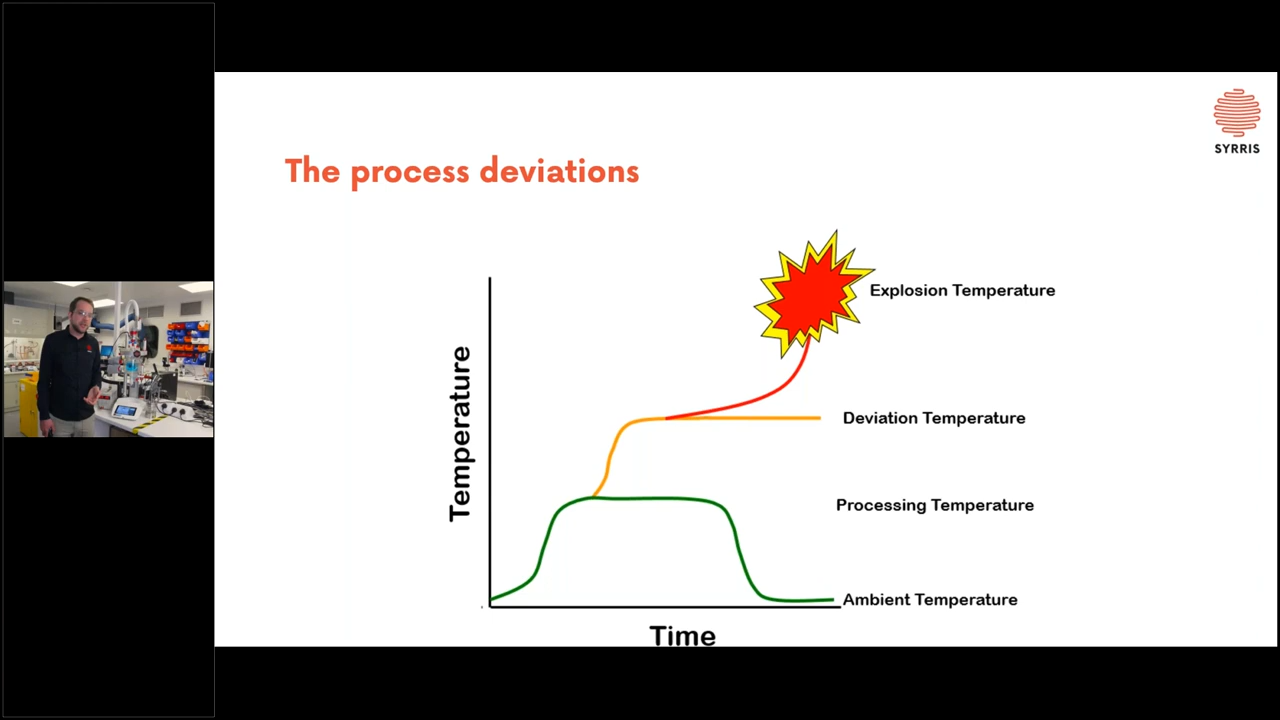 SYRRIS
The process deviations
Explosion Temperature
Deviation Temperature
Processing Temperature
Ambient Temperature
Temperature
Time